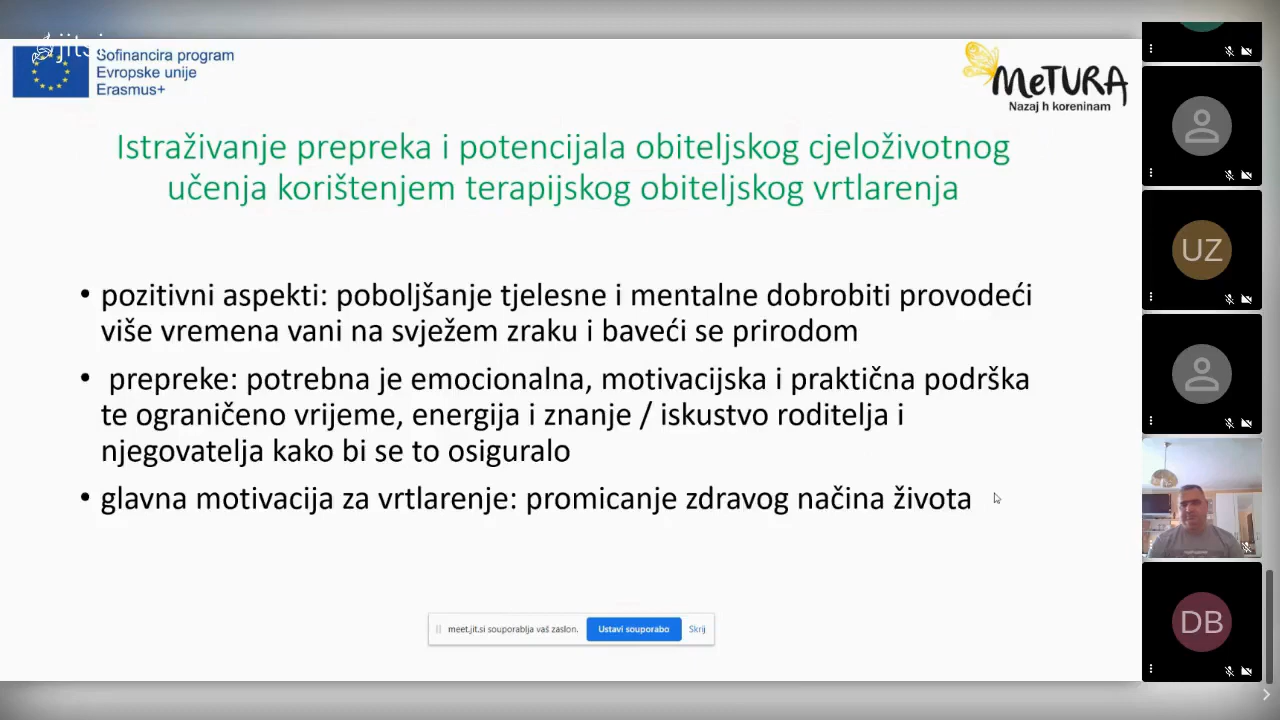 jitsi
Sofinancira program
Evropske unije
Erasmus+
MeTURA
Nazaj h koreninam
Istraživanje prepreka i potencijala obiteljskog cjeloživotnog
učenja korištenjem terapijskog obiteljskog vrtlarenja
• pozitivni aspekti: poboljšanje tjelesne i mentalne dobrobiti provodeći
više vremena vani na svježem zraku i baveći se prirodom
• prepreke: potrebna je emocionalna, motivacijska i praktična podrška
te ograničeno vrijeme, energija i znanje / iskustvo roditelja i
njegovatelja kako bi se to osiguralo
• glavna motivacija za vrtlarenje: promicanje zdravog načina života
meet.jit.si souporablja vaš zaslon.
Ustavi souporabo
Skrij
UZ
DB